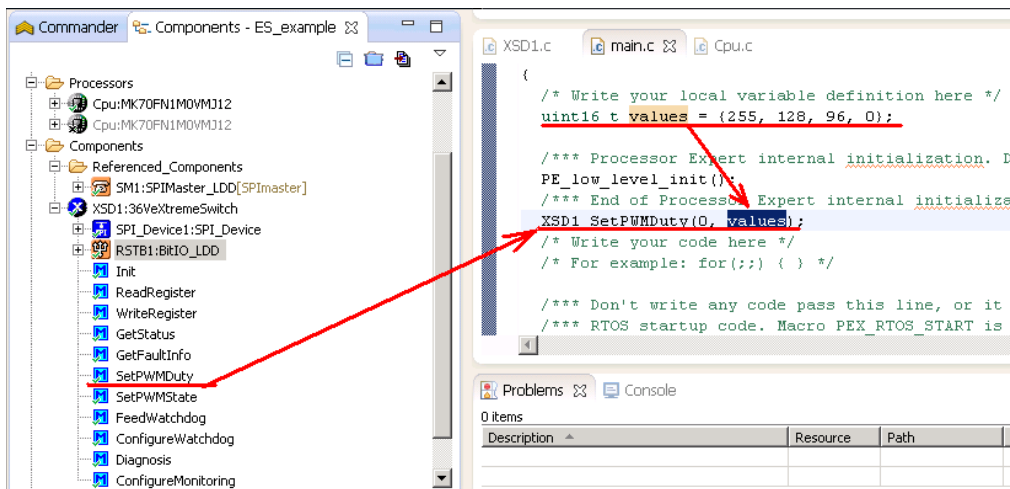 Commander
Components - ES_example
Processors
Cpu:MK70FN1M0VMJ12
Cpu:MK70FN1M0VMJ12
Components
Referenced_Components
SM1:SPIMaster_LDD[SPImaster]
XSD1:36VeXtremeSwitch
SPI_Device1:SPI_Device
RSTB1:BitIO_LDD
Init
ReadRegister
WriteRegister
GetStatus
GetFaultInfo
SetPWMDuty
SetPWMState
FeedWatchdog
ConfigureWatchdog
Diagnosis
ConfigureMonitoring
XSD1.c
main.c
Cpu.c
{
/* Write your local variable definition here */
uint16_t values = {255, 128, 96, 0};
/*** Processor Expert internal initialization. D
PE_low_level_init();
/*** End of Processor Expert internal initializa
XSD1_SetPWMDuty(0, values);
/* Write your code here */
/* For example: for(;;) { } */
/*** Don't write any code pass this line, or it
/*** RTOS startup code. Macro PEX_RTOS_START is
Problems
Console
0 items
Description
Resource
Path